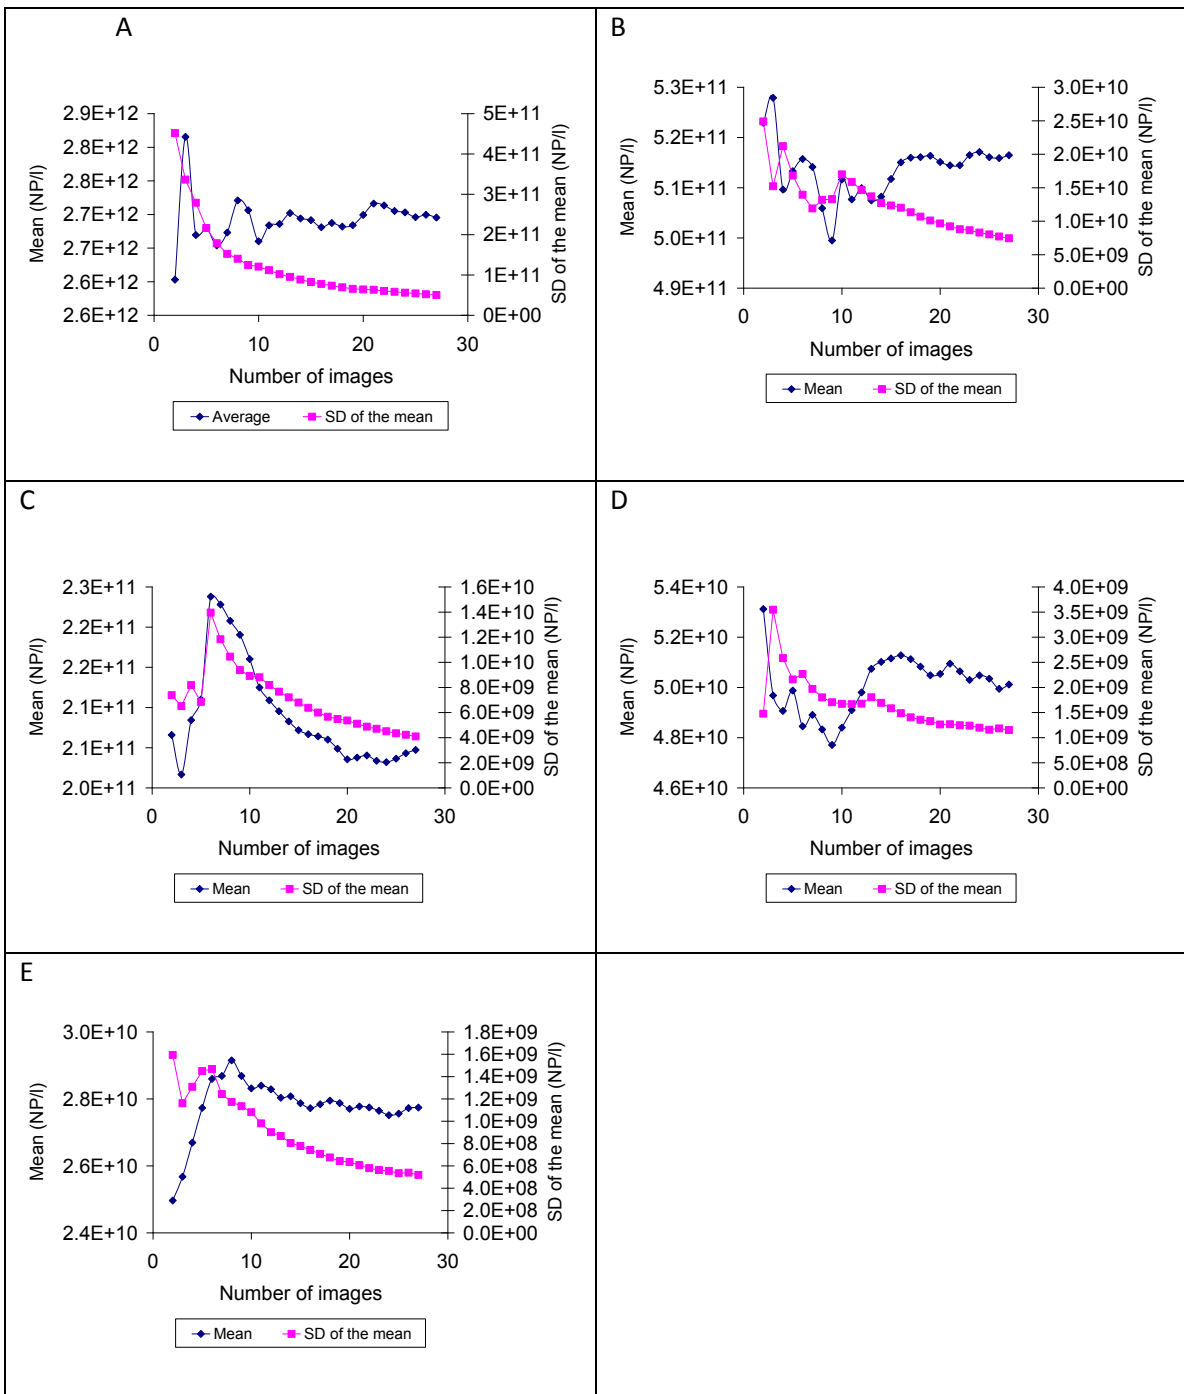 A
2.9E+12
2.8E+12
2.8E+12
2.7E+12
2.7E+12
2.6E+12
2.6E+12
Mean (NP/l)
5E+11
4E+11
3E+11
2E+11
1E+11
0E+00
SD of the mean (NP/l)
0 10 20 30
Number of images
Average SD of the mean
B
5.3E+11
5.2E+11
5.1E+11
5.0E+11
4.9E+11
Mean (NP/l)
3.0E+10
2.5E+10
2.0E+10
1.5E+10
1.0E+10
5.0E+09
0.0E+00
SD of the mean (NP/l)
0 10 20 30
Number of images
Mean SD of the mean
C
2.3E+11
2.2E+11
2.2E+11
2.1E+11
2.1E+11
2.0E+11
Mean (NP/l)
1.6E+10
1.4E+10
1.2E+10
1.0E+10
8.0E+09
6.0E+09
4.0E+09
2.0E+09
0.0E+00
SD of the mean (NP/l)
0 10 20 30
Number of images
Mean SD of the mean
D
5.4E+10
5.2E+10
5.0E+10
4.8E+10
4.6E+10
Mean (NP/l)
4.0E+09
3.5E+09
3.0E+09
2.5E+09
2.0E+09
1.5E+09
1.0E+09
5.0E+08
0.0E+00
SD of the mean (NP/l)
0 10 20 30
Number of images
Mean SD of the mean
E
3.0E+10
2.8E+10
2.6E+10
2.4E+10
Mean (NP/l)
1.8E+09
1.6E+09
1.4E+09
1.2E+09
1.0E+09
8.0E+08
6.0E+08
4.0E+08
2.0E+08
0.0E+00
SD of the mean (NP/l)
0 10 20 30
Number of images
Mean SD of the mean